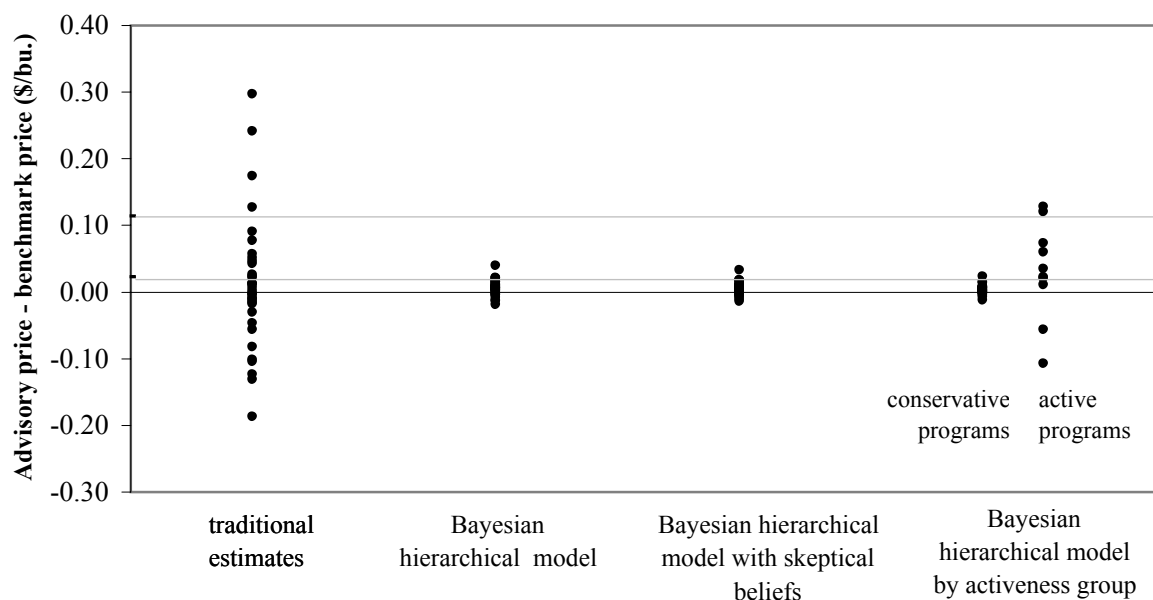 Advisory price - benchmark price ($/bu.)
0.40
0.30
0.20
0.10
0.00
-0.10
-0.20
-0.30
conservative
programs
active
programs
traditional
estimates
Bayesian
hierarchical model
Bayesian hierarchical
model with skeptical
beliefs
Bayesian
hierarchical model
by activeness group